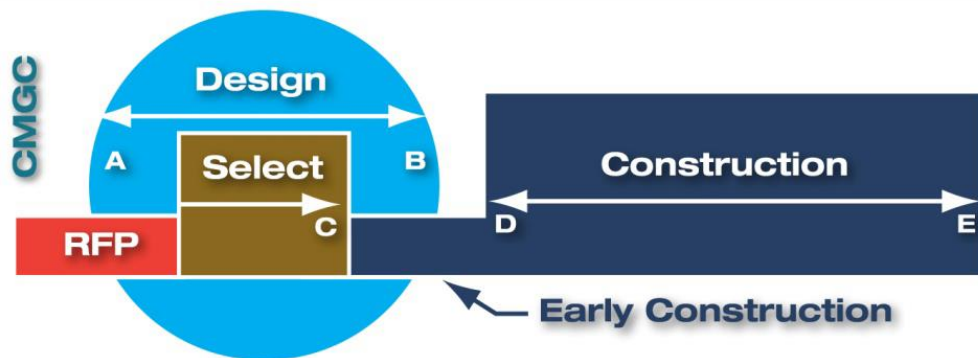 CMGC
Design
A
B
Select
C
RFP
Construction
D
E
Early Construction